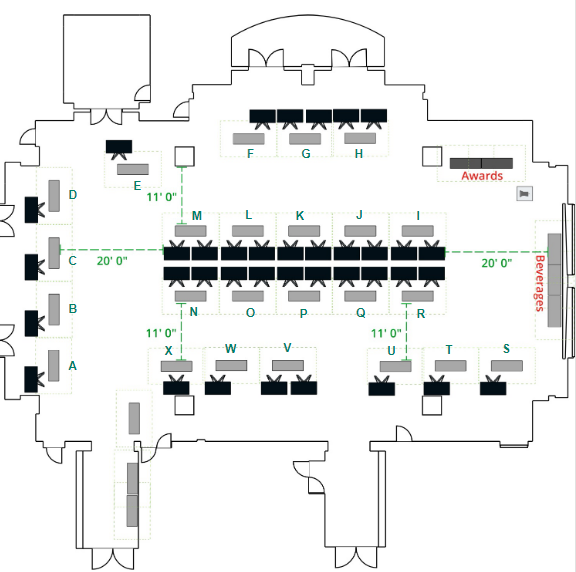 F G H
Awards
E
D
11' 0"
M L K J I
C
20' 0"
20' 0"
Beverages
B
N O P Q R
11' 0"
11' 0"
X W V U T S
A